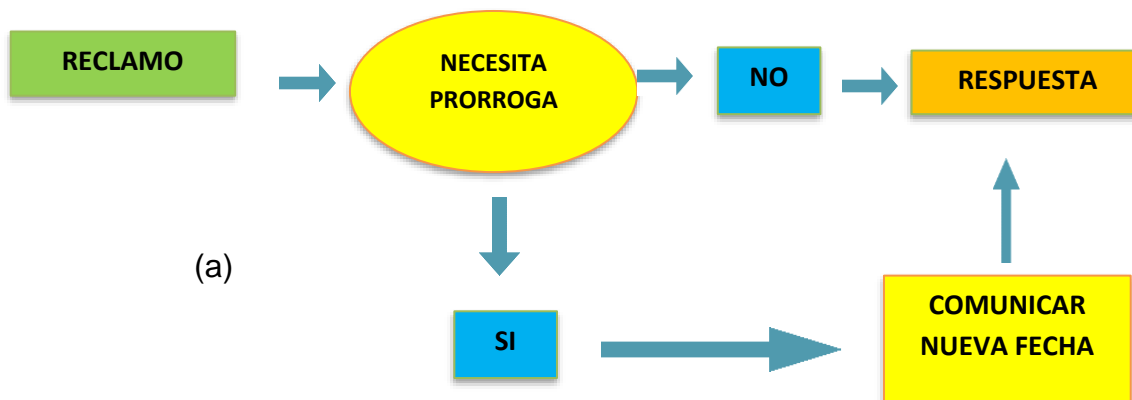 RECLAMO
NECESITA
PRORROGA
NO
RESPUESTA
(a)
SI
COMUNICAR
NUEVA FECHA